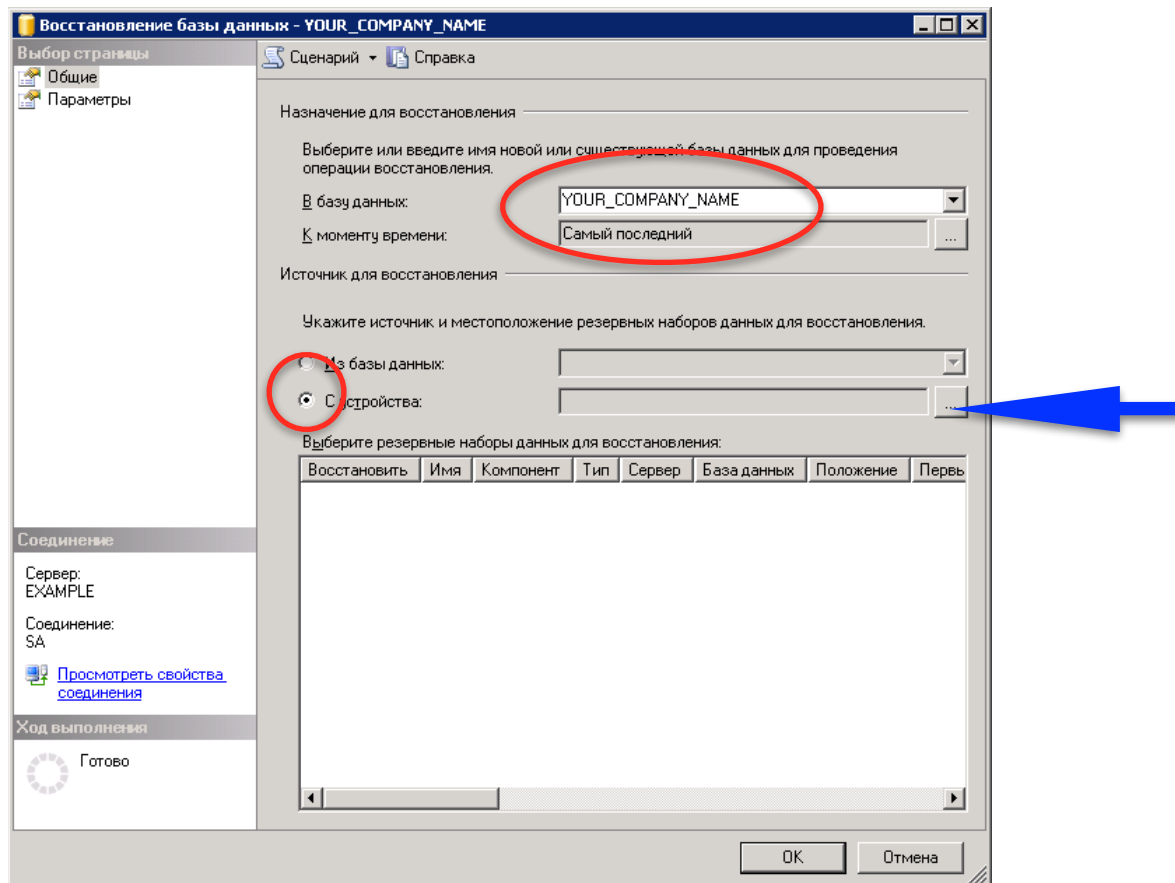 Восстановление базы данных - YOUR_COMPANY_NAME
Выбор страницы
Общие
Параметры
Сценарий
Справка
Назначение для восстановления
Выберите или введите имя новой или существующей базы данных для проведения
операции восстановления.
В базу данных:
YOUR_COMPANY_NAME
К моменту времени:
Самый последний
...
Источник для восстановления
Укажите источник и местоположение резервных наборов данных для восстановления.
Из базы данных:
С устройства:
...
Выберите резервные наборы данных для восстановления:
Восстановить Имя Компонент Тип Сервер База данных Положение Первы
Соединение
Сервер:
EXAMPLE
Соединение:
SA
Просмотреть свойства
соединения
Ход выполнения
Готово
OK
Отмена